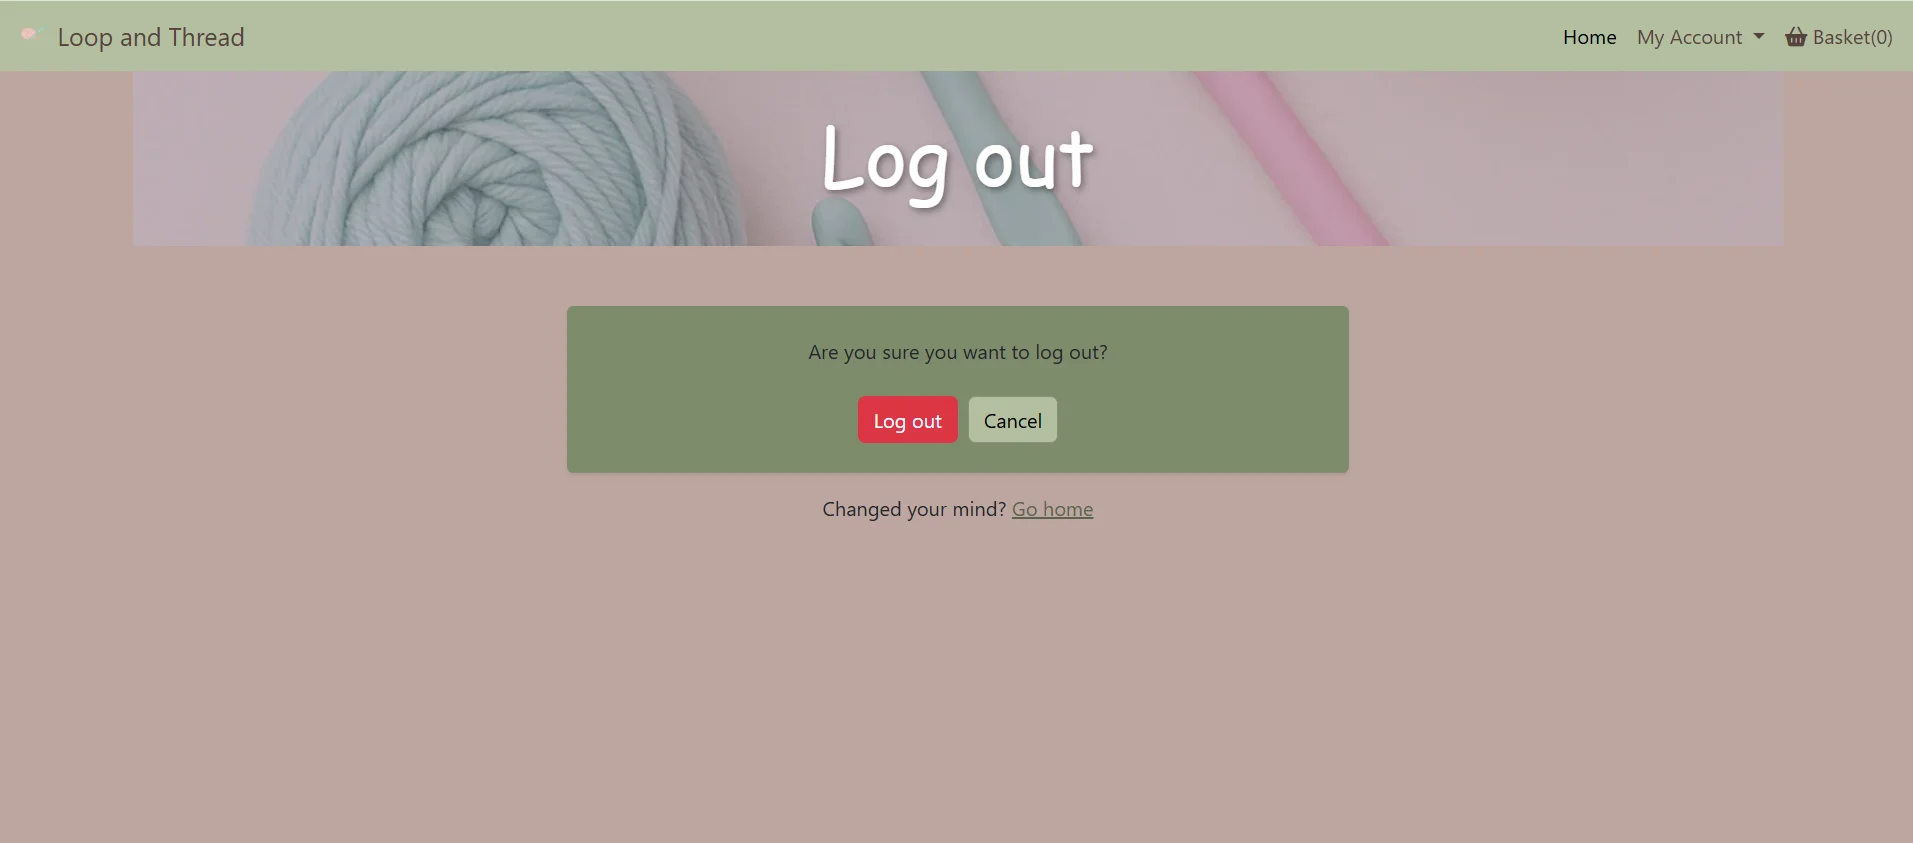 Loop and Thread
Home
My Account
Basket(0)
Log out
Are you sure you want to log out?
Log out
Cancel
Changed your mind? Go home